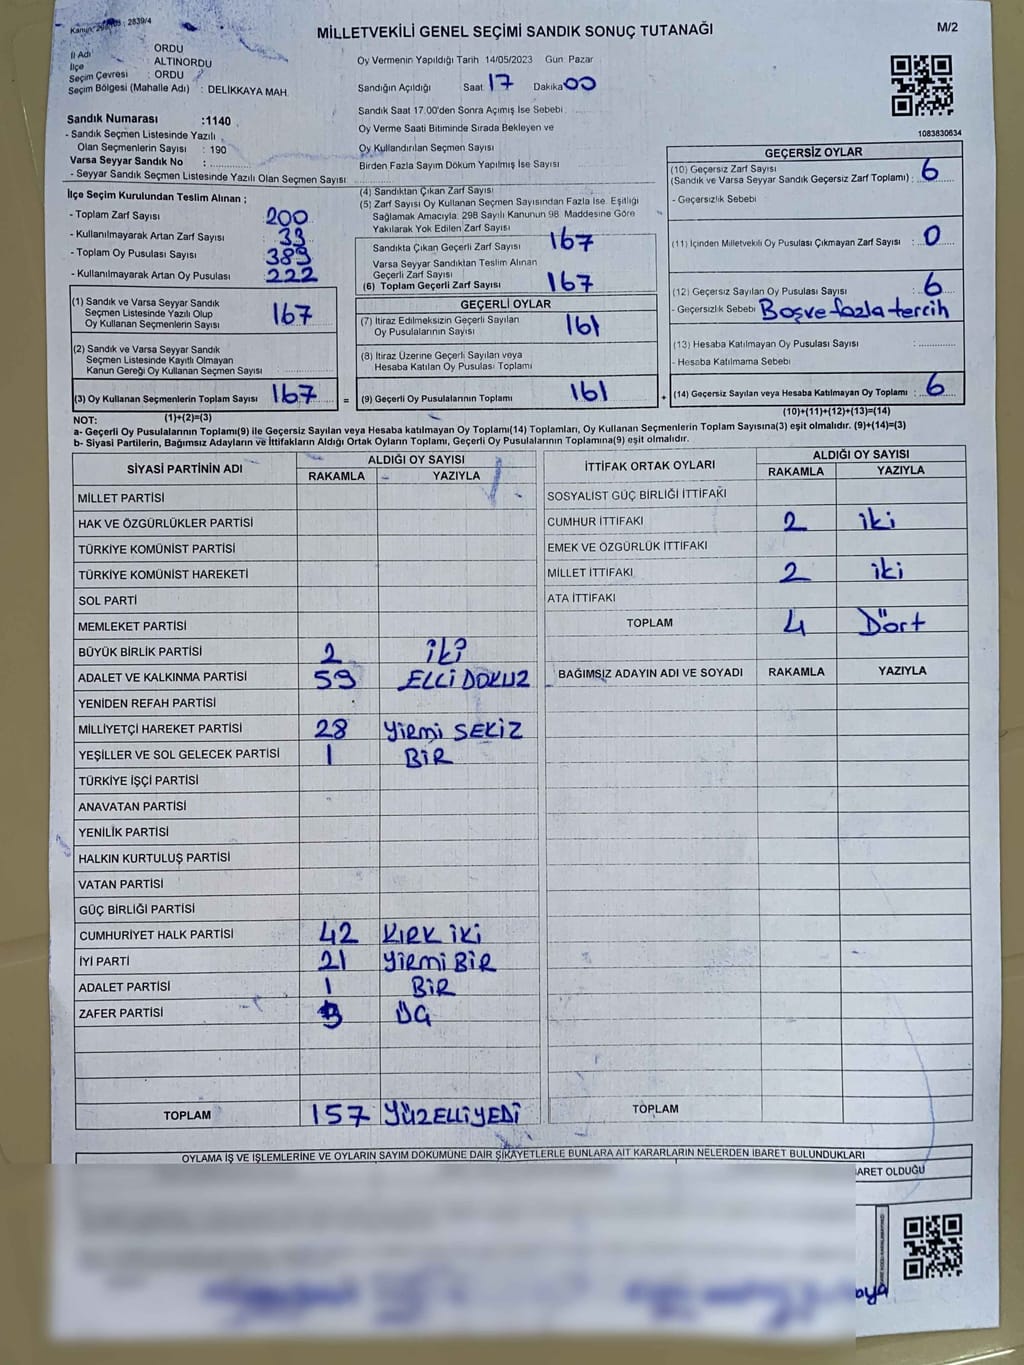 2839/4
MİLLETVEKİLİ GENEL SEÇİMİ SANDIK SONUÇ TUTANAĞI
M/2
İl Adı : ORDU
İlçe : ALTINORDU
Seçim Çevresi : ORDU
Seçim Bölgesi (Mahalle Adı) : DELİKKAYA MAH.
Oy Vermenin Yapıldığı Tarih 14/05/2023 Gün Pazar
Sandığın Açıldığı Saat 17 Dakika 00
Sandık Saat 17.00'den Sonra Açımış İse Sebebi :
Oy Verme Saati Bitiminde Sırada Bekleyen ve
Oy Kullandırılan Seçmen Sayısı
Birden Fazla Sayım Döküm Yapılmış İse Sayısı
1083830634
Sandık Numarası :1140
- Sandık Seçmen Listesinde Yazılı
Olan Seçmenlerin Sayısı : 190
Varsa Seyyar Sandık No :
- Seyyar Sandık Seçmen Listesinde Yazılı Olan Seçmen Sayısı
İlçe Seçim Kurulundan Teslim Alınan ;
- Toplam Zarf Sayısı 200
- Kullanılmayarak Artan Zarf Sayısı 33
- Toplam Oy Pusulası Sayısı 389
- Kullanılmayarak Artan Oy Pusulası 222
(1) Sandık ve Varsa Seyyar Sandık
Seçmen Listesinde Yazılı Olup
Oy Kullanan Seçmenlerin Sayısı 167
(2) Sandık ve Varsa Seyyar Sandık
Seçmen Listesinde Kayıtlı Olmayan
Kanun Gereği Oy Kullanan Seçmen Sayısı
(3) Oy Kullanan Seçmenlerin Toplam Sayısı 167
(4) Sandıktan Çıkan Zarf Sayısı
(5) Zarf Sayısı Oy Kullanan Seçmen Sayısından Fazla İse. Eşitliği
Sağlamak Amacıyla: 298 Sayılı Kanunun 98. Maddesine Göre
Yakılarak Yok Edilen Zarf Sayısı
Sandıkta Çıkan Geçerli Zarf Sayısı 167
Varsa Seyyar Sandıktan Teslim Alınan
Geçerli Zarf Sayısı
(6) Toplam Geçerli Zarf Sayısı 167
GEÇERLİ OYLAR
(7) İtiraz Edilmeksizin Geçerli Sayılan
Oy Pusulalarının Sayısı 161
(8) İtiraz Üzerine Geçerli Sayılan veya
Hesaba Katılan Oy Pusulası Toplamı
= (9) Geçerli Oy Pusulalarının Toplamı 161
GEÇERSİZ OYLAR
(10) Geçersiz Zarf Sayısı
(Sandık ve Varsa Seyyar Sandık Geçersiz Zarf Toplamı) : 6
- Geçersizlik Sebebi
(11) İçinden Milletvekili Oy Pusulası Çıkmayan Zarf Sayısı : 0
(12) Geçersiz Sayılan Oy Pusulası Sayısı : 6
- Geçersizlik Sebebi Boş ve fazla tercih
(13) Hesaba Katılmayan Oy Pusulası Sayısı :
- Hesaba Katılmama Sebebi
+ (14) Geçersiz Sayılan veya Hesaba Katılmayan Oy Toplamı : 6
NOT: (1)+(2)=(3)
(10)+(11)+(12)+(13)=(14)
a- Geçerli Oy Pusulasının Toplamı(9) ile Geçersiz Sayılan veya Hesaba katılmayan Oy Toplamı(14) Toplamları, Oy Kullanan Seçmenlerin Toplam Sayısına(3) eşit olmalıdır. (9)+(14)=(3)
b- Siyasi Partilerin, Bağımsız Adayların ve İttifakların Aldığı Ortak Oyların Toplamı, Geçerli Oy Pusulalarının Toplamına(9) eşit olmalıdır.
SİYASİ PARTİNİN ADI ALDIĞI OY SAYISI
RAKAMLA YAZIYLA
MİLLET PARTİSİ
HAK VE ÖZGÜRLÜKLER PARTİSİ
TÜRKİYE KOMÜNİST PARTİSİ
TÜRKİYE KOMÜNİST HAREKETİ
SOL PARTİ
MEMLEKET PARTİSİ
BÜYÜK BİRLİK PARTİSİ 2 iki
ADALET VE KALKINMA PARTİSİ 59 ELLİ DOKUZ
YENİDEN REFAH PARTİSİ
MİLLİYETÇİ HAREKET PARTİSİ 28 YİRMİ SEKİZ
YEŞİLLER VE SOL GELECEK PARTİSİ 1 BİR
TÜRKİYE İŞÇİ PARTİSİ
ANAVATAN PARTİSİ
YENİLİK PARTİSİ
HALKIN KURTULUŞ PARTİSİ
VATAN PARTİSİ
GÜÇ BİRLİĞİ PARTİSİ
CUMHURİYET HALK PARTİSİ 42 KIRK İKİ
İYİ PARTİ 21 YİRMİ BİR
ADALET PARTİSİ 1 BİR
ZAFER PARTİSİ 3 ÜÇ
TOPLAM 157 YÜZELLİYEDİ
İTTİFAK ORTAK OYLARI ALDIĞI OY SAYISI
RAKAMLA YAZIYLA
SOSYALİST GÜÇ BİRLİĞİ İTTİFAKI
CUMHUR İTTİFAKI 2 iki
EMEK VE ÖZGÜRLÜK İTTİFAKI
MİLLET İTTİFAKI 2 iki
ATA İTTİFAKI
TOPLAM 4 Dört
BAĞIMSIZ ADAYIN ADI VE SOYADI RAKAMLA YAZIYLA
TOPLAM
OYLAMA İŞ VE İŞLEMLERİNE VE OYLARIN SAYIM DÖKÜMÜNE DAİR ŞİKAYETLERLE BUNLARA AİT KARARLARIN NELERDEN İBARET BULUNDUKLARI
BARET OLDUĞU